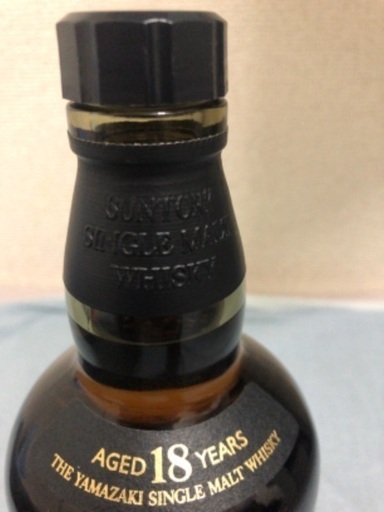 SUNTORY
SINGLE MALT
WHISKY
AGED 18 YEARS
THE YAMAZAKI SINGLE MALT WHISKY